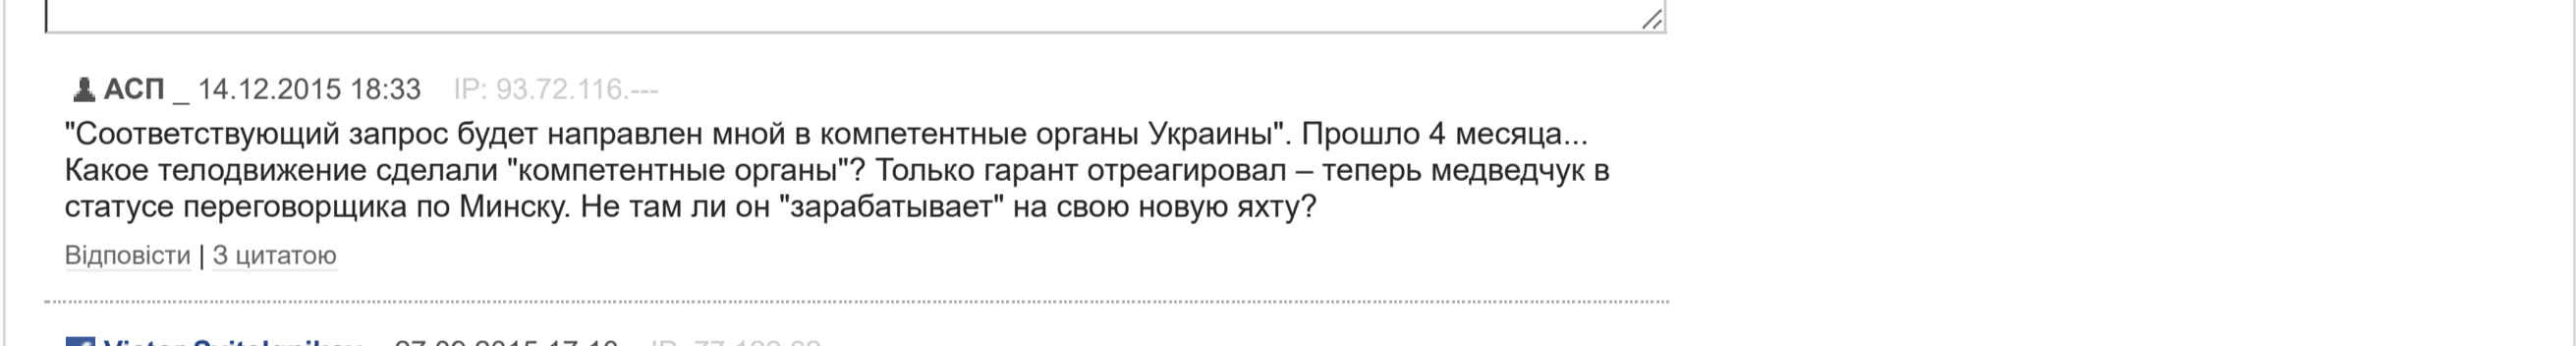 АСП _ 14.12.2015 18:33 IP: 93.72.116.---
"Соответствующий запрос будет направлен мной в компетентные органы Украины". Прошло 4 месяца...
Какое телодвижение сделали "компетентные органы"? Только гарант отреагировал – теперь медведчук в
статусе переговорщика по Минску. Не там ли он "зарабатывает" на свою новую яхту?
Відповісти | З цитатою